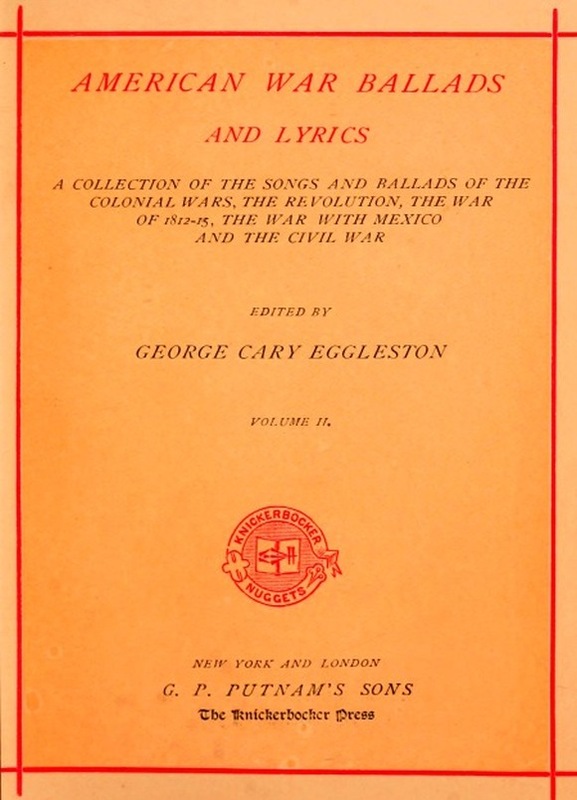 AMERICAN WAR BALLADS
AND LYRICS
A COLLECTION OF THE SONGS AND BALLADS OF THE
COLONIAL WARS, THE REVOLUTION, THE WAR
OF 1812-15, THE WAR WITH MEXICO
AND THE CIVIL WAR
EDITED BY
GEORGE CARY EGGLESTON
VOLUME II.
KNICKERBOCKER
NUGGETS
NEW YORK AND LONDON
G. P. PUTNAM'S SONS
The Knickerbocker Press